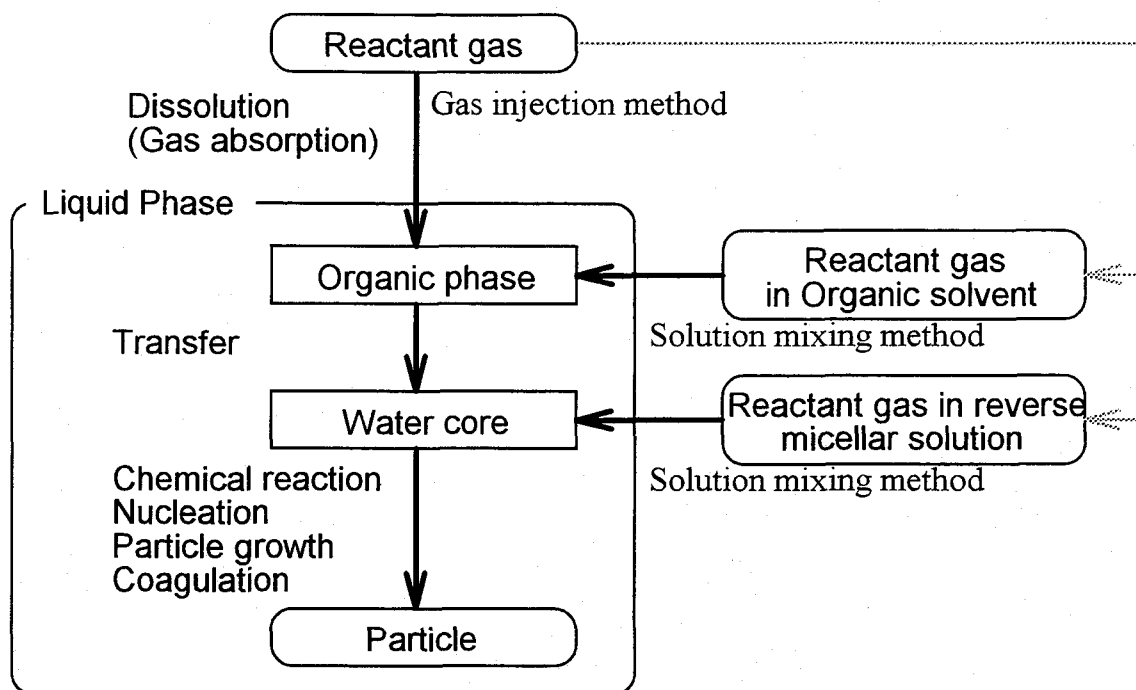 Reactant gas
Dissolution
(Gas absorption)
Gas injection method
Liquid Phase
Organic phase
Reactant gas
in Organic solvent
Solution mixing method
Transfer
Water core
Reactant gas in reverse
micellar solution
Solution mixing method
Chemical reaction
Nucleation
Particle growth
Coagulation
Particle